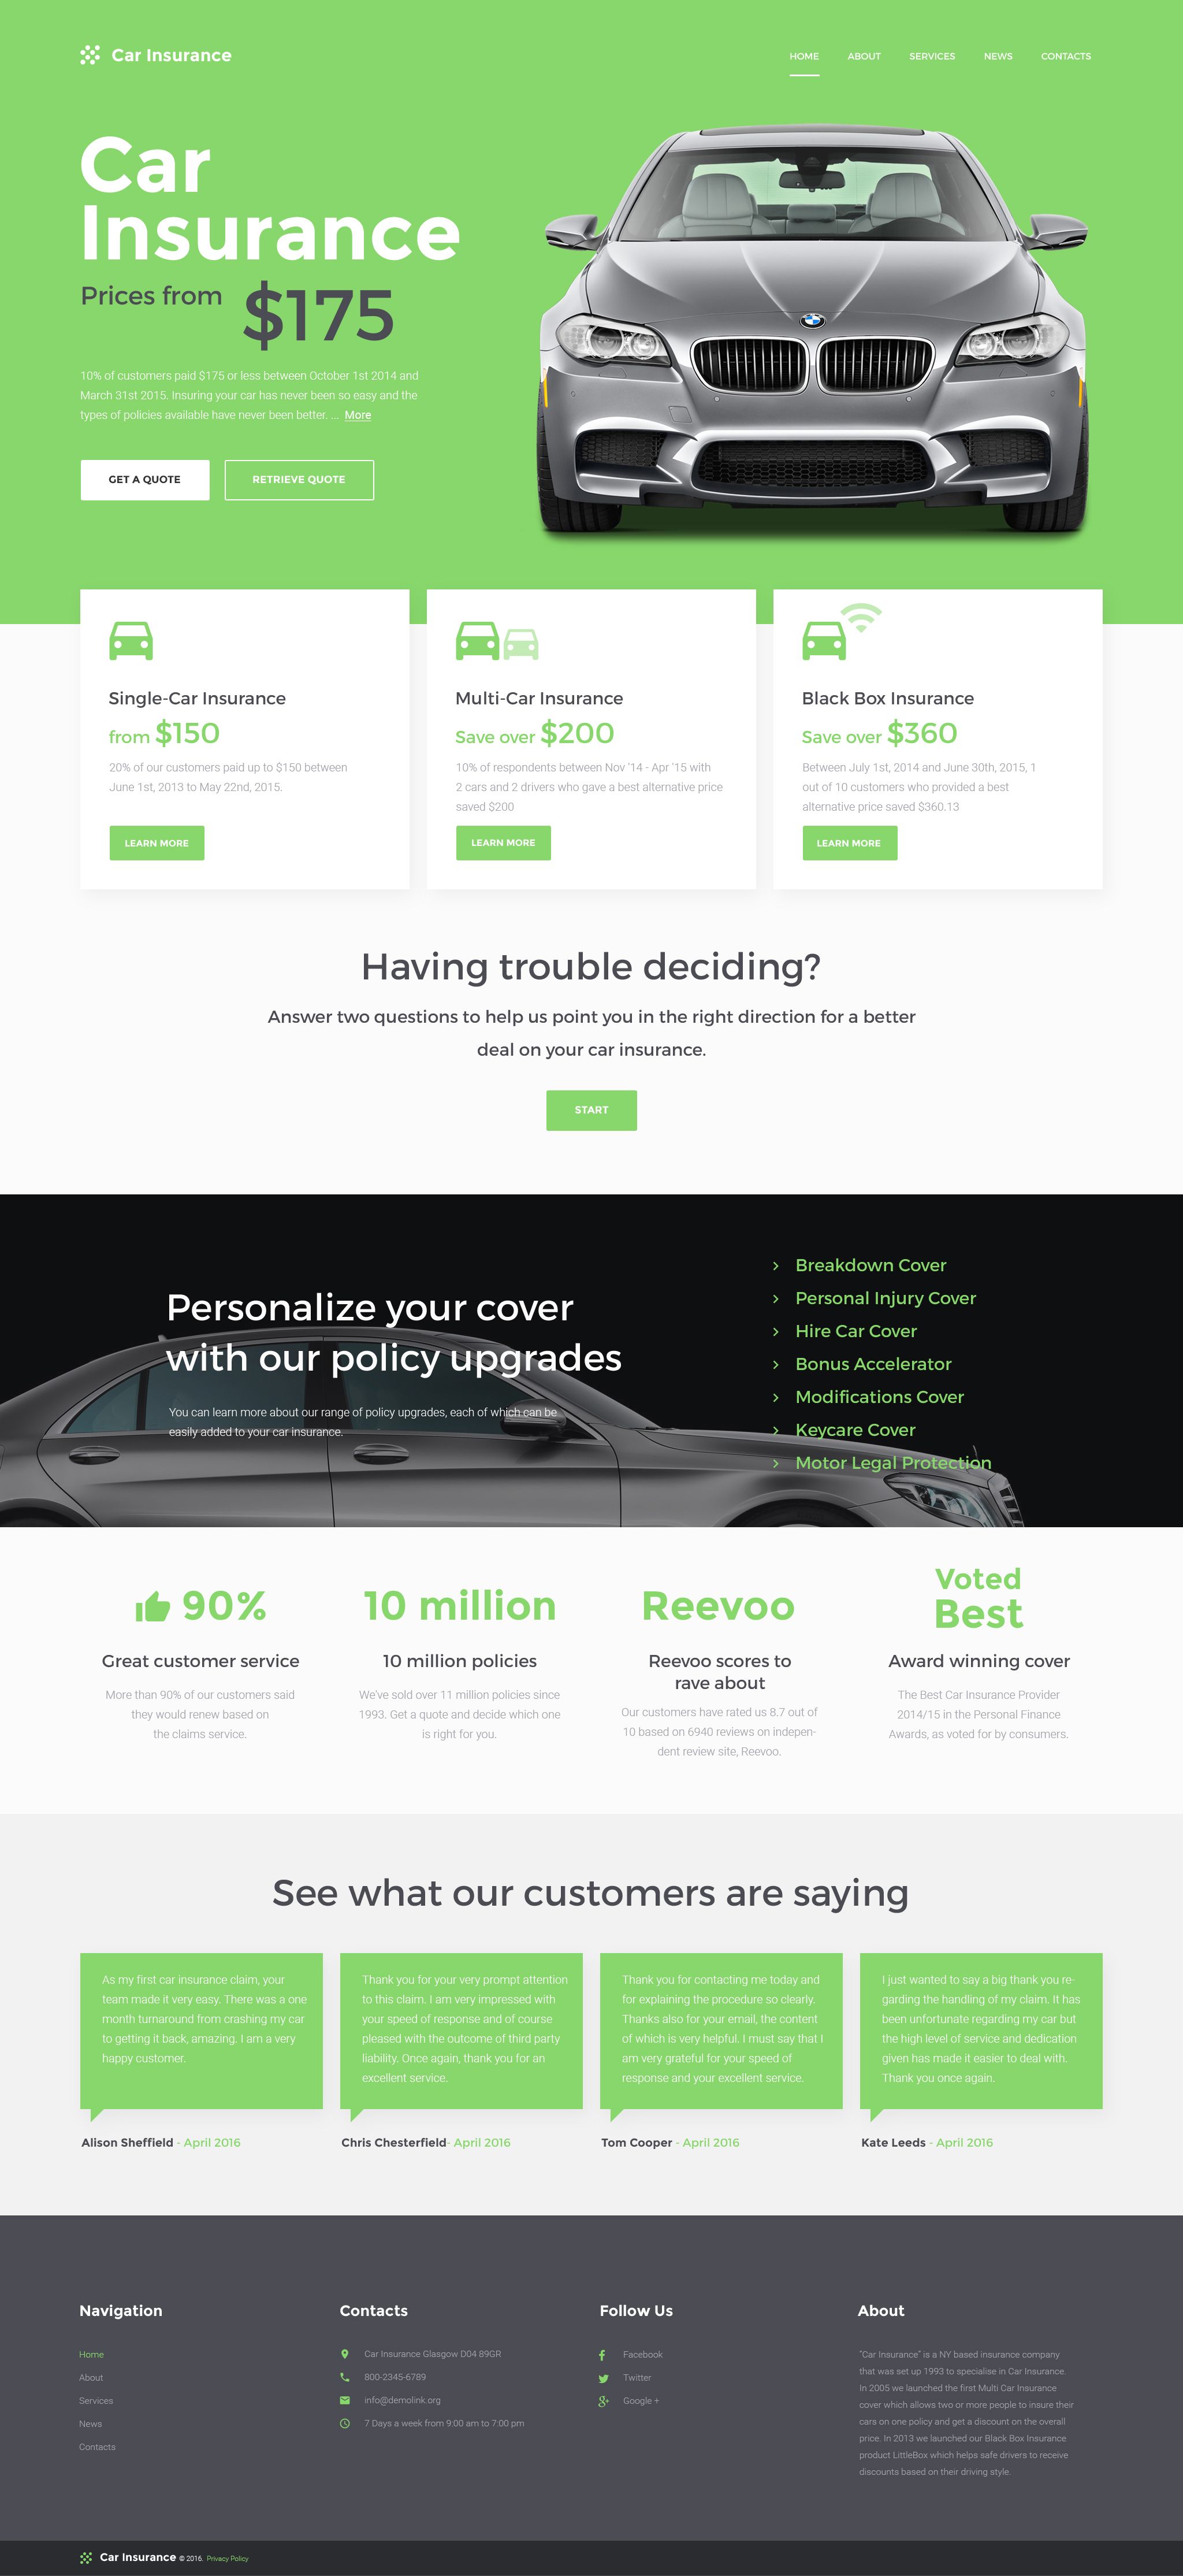 Car Insurance
HOME ABOUT SERVICES NEWS CONTACTS
Car
Insurance
Prices from $175
10% of customers paid $175 or less between October 1st 2014 and
March 31st 2015. Insuring your car has never been so easy and the
types of policies available have never been better. ... More
GET A QUOTE RETRIEVE QUOTE
Single-Car Insurance
from $150
20% of our customers paid up to $150 between
June 1st, 2013 to May 22nd, 2015.
LEARN MORE
Multi-Car Insurance
Save over $200
10% of respondents between Nov '14 - Apr '15 with
2 cars and 2 drivers who gave a best alternative price
saved $200
LEARN MORE
Black Box Insurance
Save over $360
Between July 1st, 2014 and June 30th, 2015, 1
out of 10 customers who provided a best
alternative price saved $360.13
LEARN MORE
Having trouble deciding?
Answer two questions to help us point you in the right direction for a better
deal on your car insurance.
START
Personalize your cover
with our policy upgrades
You can learn more about our range of policy upgrades, each of which can be
easily added to your car insurance.
Breakdown Cover
Personal Injury Cover
Hire Car Cover
Bonus Accelerator
Modifications Cover
Keycare Cover
Motor Legal Protection
90%
Great customer service
More than 90% of our customers said
they would renew based on
the claims service.
10 million
10 million policies
We've sold over 11 million policies since
1993. Get a quote and decide which one
is right for you.
Reevoo
Reevoo scores to
rave about
Our customers have rated us 8.7 out of
10 based on 6940 reviews on indepen-
dent review site, Reevoo.
Voted
Best
Award winning cover
The Best Car Insurance Provider
2014/15 in the Personal Finance
Awards, as voted for by consumers.
See what our customers are saying
As my first car insurance claim, your
team made it very easy. There was a one
month turnaround from crashing my car
to getting it back, amazing. I am a very
happy customer.
Alison Sheffield - April 2016
Thank you for your very prompt attention
to this claim. I am very impressed with
your speed of response and of course
pleased with the outcome of third party
liability. Once again, thank you for an
excellent service.
Chris Chesterfield- April 2016
Thank you for contacting me today and
for explaining the procedure so clearly.
Thanks also for your email, the content
of which is very helpful. I must say that I
am very grateful for your speed of
response and your excellent service.
Tom Cooper - April 2016
I just wanted to say a big thank you re-
garding the handling of my claim. It has
been unfortunate regarding my car but
the high level of service and dedication
given has made it easier to deal with.
Thank you once again.
Kate Leeds - April 2016
Navigation
Home
About
Services
News
Contacts
Contacts
Car Insurance Glasgow D04 89GR
800-2345-6789
info@demolink.org
7 Days a week from 9:00 am to 7:00 pm
Follow Us
Facebook
Twitter
Google +
About
"Car Insurance" is a NY based insurance company
that was set up 1993 to specialise in Car Insurance.
In 2005 we launched the first Multi Car Insurance
cover which allows two or more people to insure their
cars on one policy and get a discount on the overall
price. In 2013 we launched our Black Box Insurance
product LittleBox which helps safe drivers to receive
discounts based on their driving style.
Car Insurance © 2016. Privacy Policy